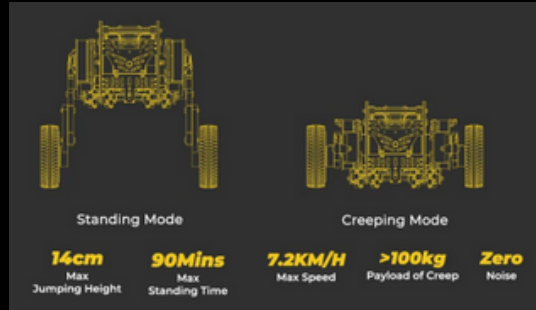 Standing Mode
Creeping Mode
14cm
Max
Jumping Height
90Mins
Max
Standing Time
7.2KM/H
Max Speed
>100kg
Payload of Creep
Zero
Noise